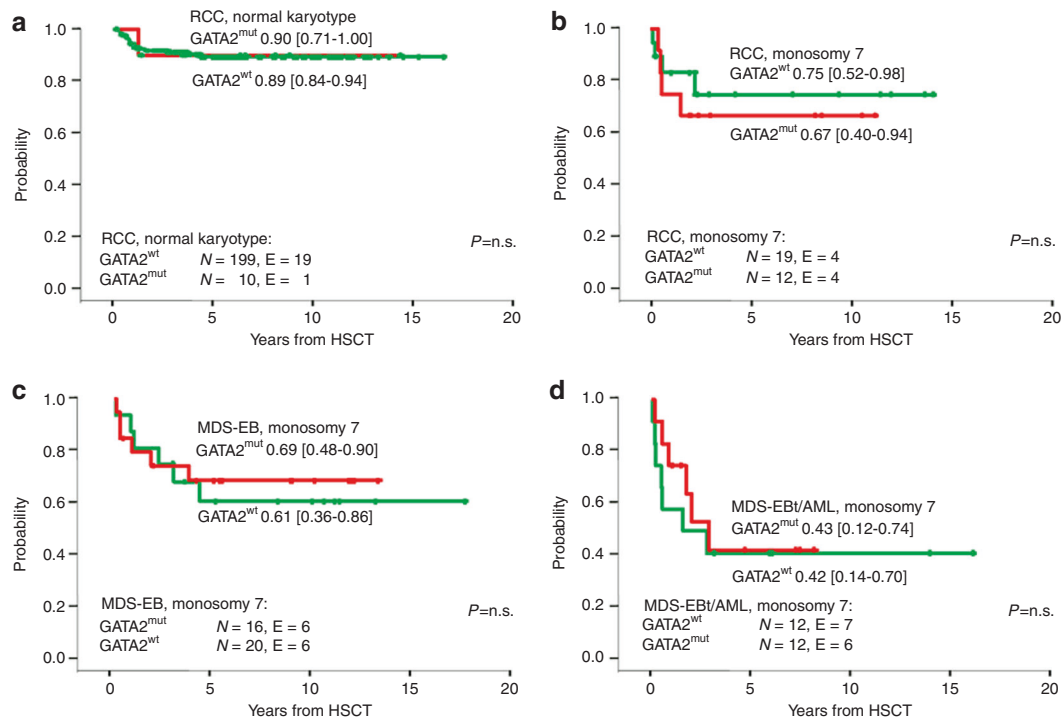 a
RCC, normal karyotype
GATA2mut 0.90 [0.71-1.00]
GATA2wt 0.89 [0.84-0.94]
1.0
0.8
0.6
0.4
0.2
0.0
Probability
RCC, normal karyotype:
GATA2wt N = 199, E = 19
GATA2mut N = 10, E = 1
P=n.s.
0 5 10 15 20
Years from HSCT
b
RCC, monosomy 7
GATA2wt 0.75 [0.52-0.98]
GATA2mut 0.67 [0.40-0.94]
1.0
0.8
0.6
0.4
0.2
0.0
Probability
RCC, monosomy 7:
GATA2wt N = 19, E = 4
GATA2mut N = 12, E = 4
P=n.s.
0 5 10 15 20
Years from HSCT
c
MDS-EB, monosomy 7
GATA2mut 0.69 [0.48-0.90]
GATA2wt 0.61 [0.36-0.86]
1.0
0.8
0.6
0.4
0.2
0.0
Probability
MDS-EB, monosomy 7:
GATA2mut N = 16, E = 6
GATA2wt N = 20, E = 6
P=n.s.
0 5 10 15 20
Years from HSCT
d
MDS-EBt/AML, monosomy 7
GATA2mut 0.43 [0.12-0.74]
GATA2wt 0.42 [0.14-0.70]
1.0
0.8
0.6
0.4
0.2
0.0
Probability
MDS-EBt/AML, monosomy 7:
GATA2wt N = 12, E = 7
GATA2mut N = 12, E = 6
P=n.s.
0 5 10 15 20
Years from HSCT